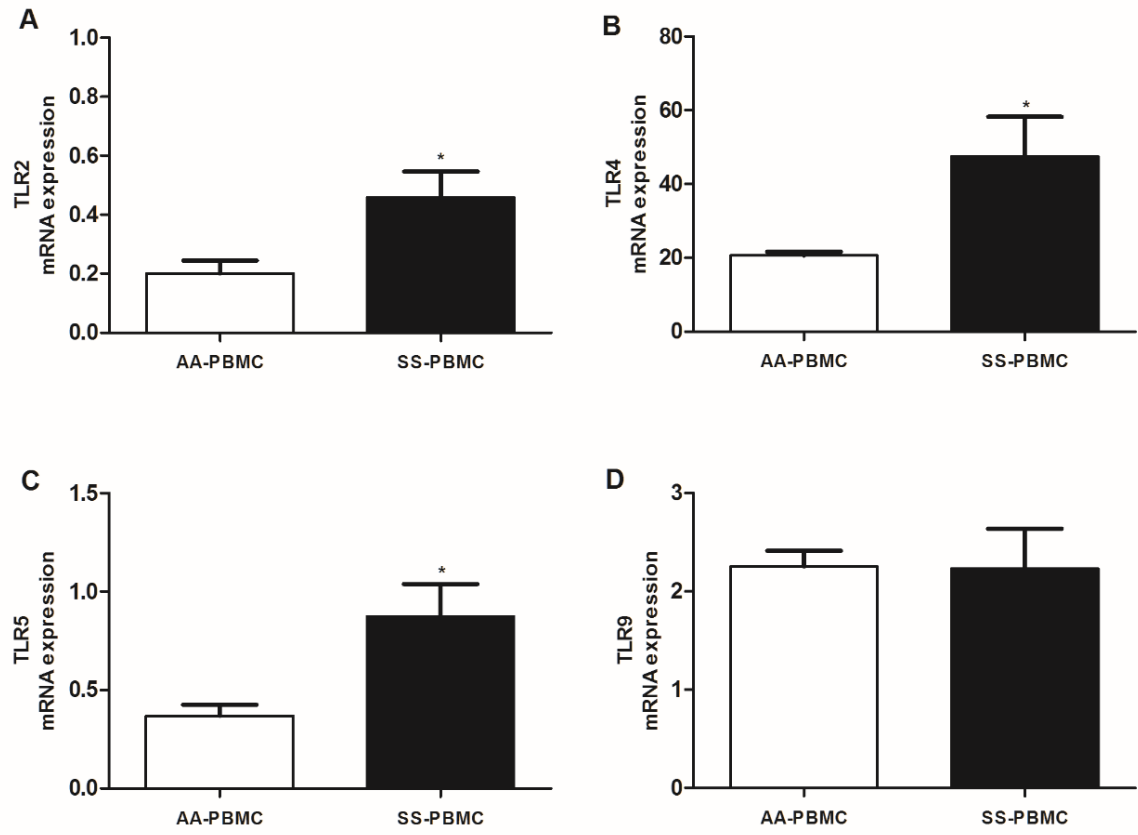 A
TLR2
mRNA expression
1.0
0.8
0.6
0.4
0.2
0.0
*
AA-PBMC
SS-PBMC
B
TLR4
mRNA expression
80
60
40
20
0
*
AA-PBMC
SS-PBMC
C
TLR5
mRNA expression
1.5
1.0
0.5
0.0
*
AA-PBMC
SS-PBMC
D
TLR9
mRNA expression
3
2
1
0
AA-PBMC
SS-PBMC